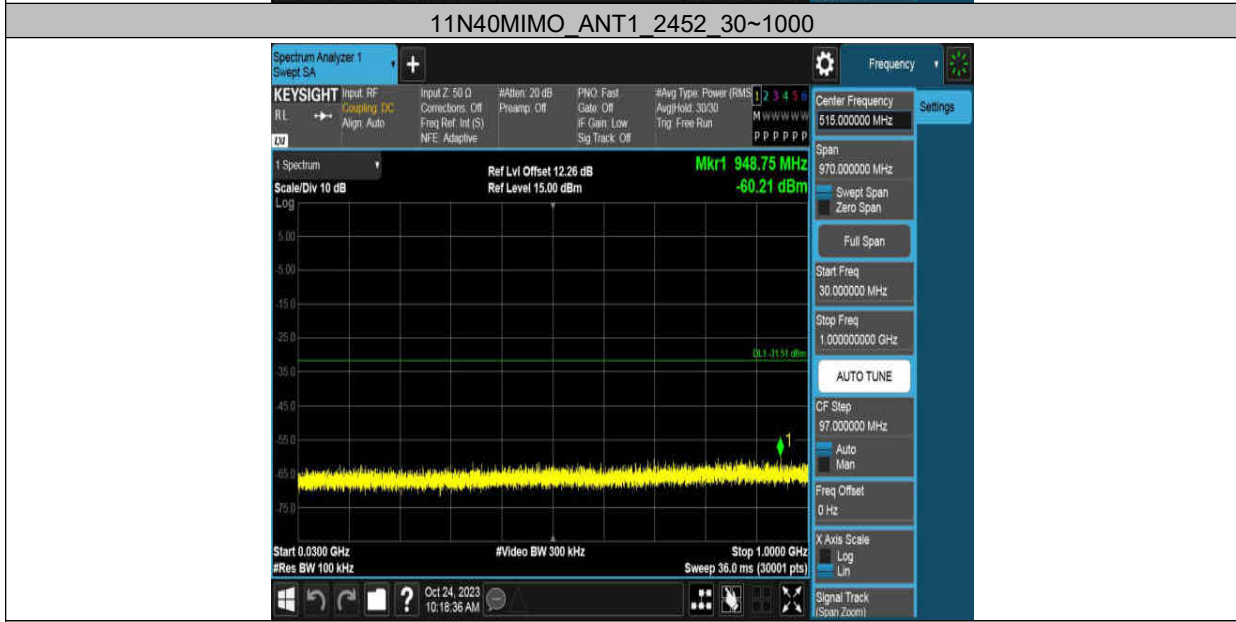 11N40MIMO_ANT1_2452_30~1000
Spectrum Analyzer 1
Swept SA
Frequency
KEYSIGHT
RL
Input: RF
Coupling: DC
Align: Auto
Input Z: 50 Ω
Corrections: Off
Freq Ref: Int (S)
NFE: Adaptive
#Atten: 20 dB
Preamp: Off
PNO: Fast
Gate: Off
IF Gain: Low
Sig Track: Off
#Avg Type: Power (RMS
Avg|Hold: 30/30
Trig: Free Run
1 2 3 4 5 6
M W W W W W
P P P P P P
1 Spectrum
Scale/Div 10 dB
Log
Ref Lvl Offset 12.26 dB
Ref Level 15.00 dBm
Mkr1 948.75 MHz
-60.21 dBm
5.00
-5.00
-15.0
-25.0
-35.0
-45.0
-55.0
-65.0
-75.0
DL1 -31.51 dBm
1
Start 0.0300 GHz
#Res BW 100 kHz
#Video BW 300 kHz
Stop 1.0000 GHz
Sweep 36.0 ms (30001 pts)
Oct 24, 2023
10:18:36 AM
Center Frequency
515.000000 MHz
Settings
Span
970.000000 MHz
Swept Span
Zero Span
Full Span
Start Freq
30.000000 MHz
Stop Freq
1.000000000 GHz
AUTO TUNE
CF Step
97.000000 MHz
Auto
Man
Freq Offset
0 Hz
X Axis Scale
Log
Lin
Signal Track
(Span Zoom)